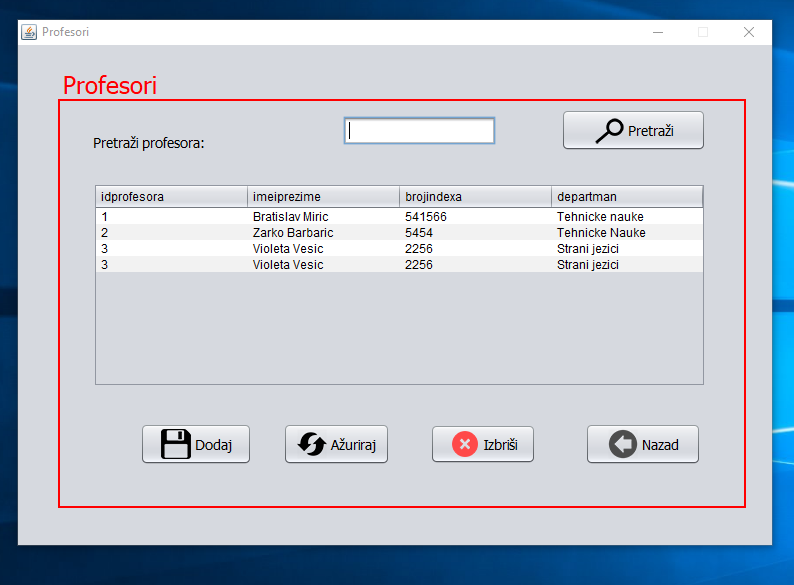 Profesori
Profesori
Pretraži profesora:
Pretraži
idprofesora imeiprezime brojindexa departman
1 Bratislav Miric 541566 Tehnicke nauke
2 Zarko Barbaric 5454 Tehnicke Nauke
3 Violeta Vesic 2256 Strani jezici
3 Violeta Vesic 2256 Strani jezici
Dodaj Ažuriraj Izbriši Nazad